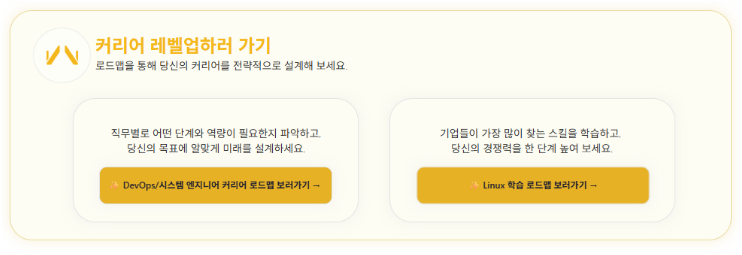 커리어 레벨업하러 가기
로드맵을 통해 당신의 커리어를 전략적으로 설계해 보세요.
직무별로 어떤 단계와 역량이 필요한지 파악하고,
당신의 목표에 알맞게 미래를 설계하세요.
DevOps/시스템 엔지니어 커리어 로드맵 보러가기 →
기업들이 가장 많이 찾는 스킬을 학습하고,
당신의 경쟁력을 한 단계 높여 보세요.
Linux 학습 로드맵 보러가기 →